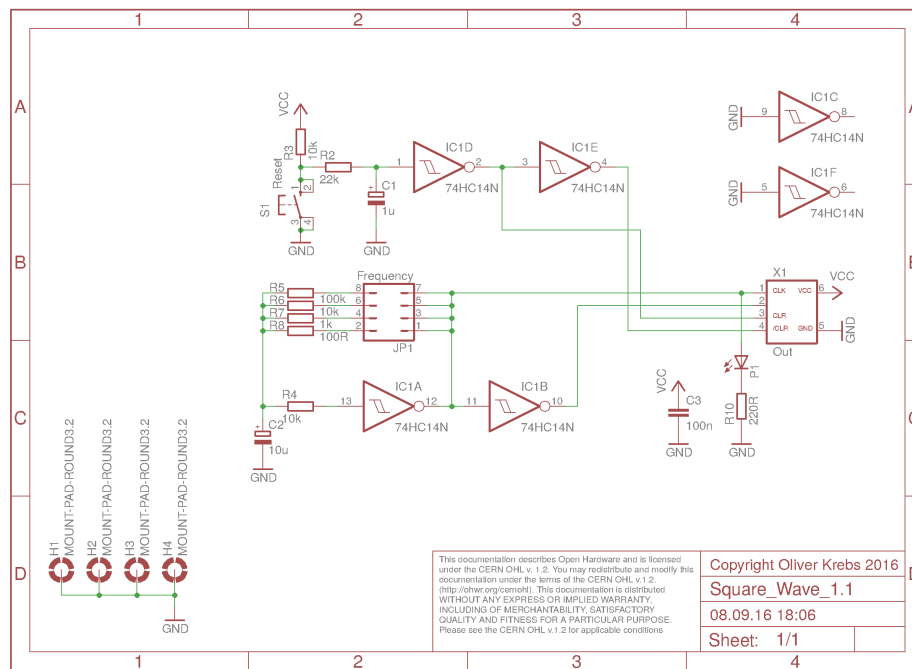 1 2 3 4
A A
B B
C C
D D
VCC
R3
10k
R2
22k
Reset
S1
1
2
3
4
GND
C1
1u
GND
1
IC1D
2
74HC14N
3
IC1E
4
74HC14N
GND
9
IC1C
8
74HC14N
GND
5
IC1F
6
74HC14N
Frequency
R5
100k
R6
10k
R7
1k
R8
100R
8 7
6 5
4 3
2 1
JP1
X1
1 CLK VCC 6
2
3 CLR
4 /CLR GND 5
Out
VCC
GND
R4
10k
13
IC1A
12
74HC14N
11
IC1B
10
74HC14N
C2
10u
GND
VCC
C3
100n
GND
P1
R10
220R
GND
H1
MOUNT-PAD-ROUND3.2
H2
MOUNT-PAD-ROUND3.2
H3
MOUNT-PAD-ROUND3.2
H4
MOUNT-PAD-ROUND3.2
GND
This documentation describes Open Hardware and is licensed
under the CERN OHL v. 1.2. You may redistribute and modify this
documentation under the terms of the CERN OHL v.1.2.
(http://ohwr.org/cernohl). This documentation is distributed
WITHOUT ANY EXPRESS OR IMPLIED WARRANTY,
INCLUDING OF MERCHANTABILITY, SATISFACTORY
QUALITY AND FITNESS FOR A PARTICULAR PURPOSE.
Please see the CERN OHL v.1.2 for applicable conditions
Copyright Oliver Krebs 2016
Square_Wave_1.1
08.09.16 18:06
Sheet: 1/1
1 2 3 4